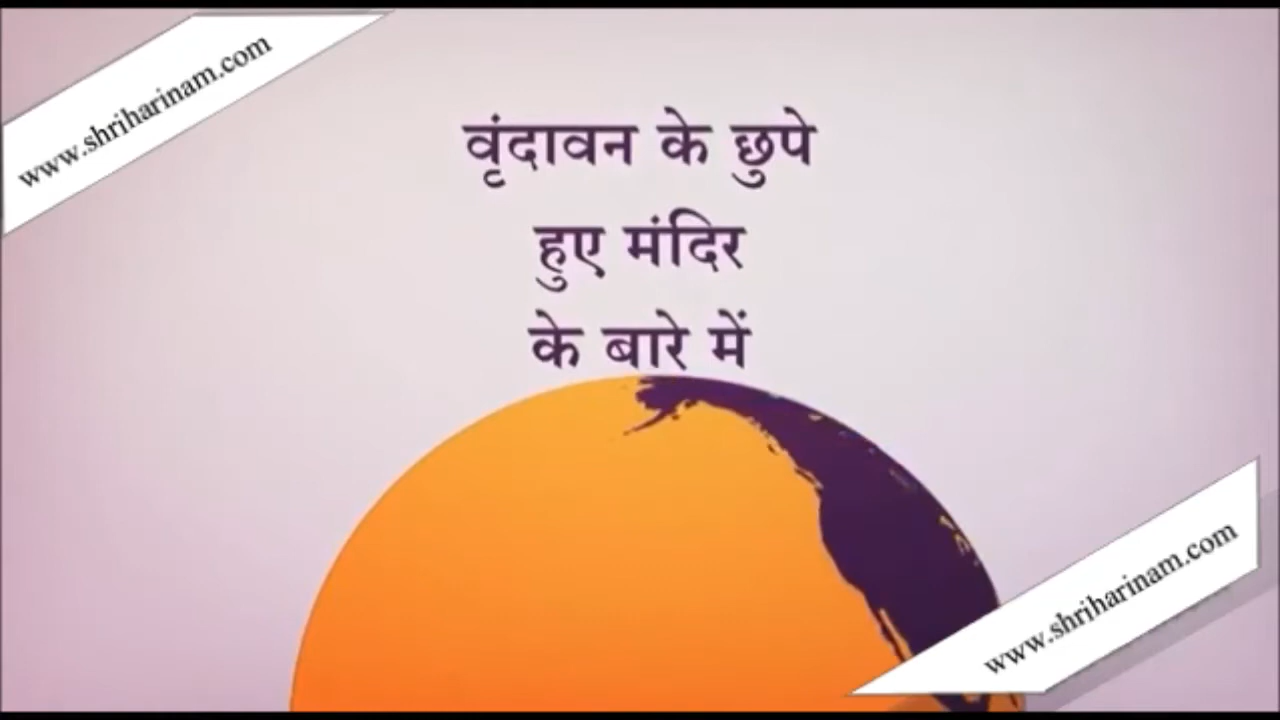 www.shriharinam.com
वृंदावन के छुपे
हुए मंदिर
के बारे में
www.shriharinam.com